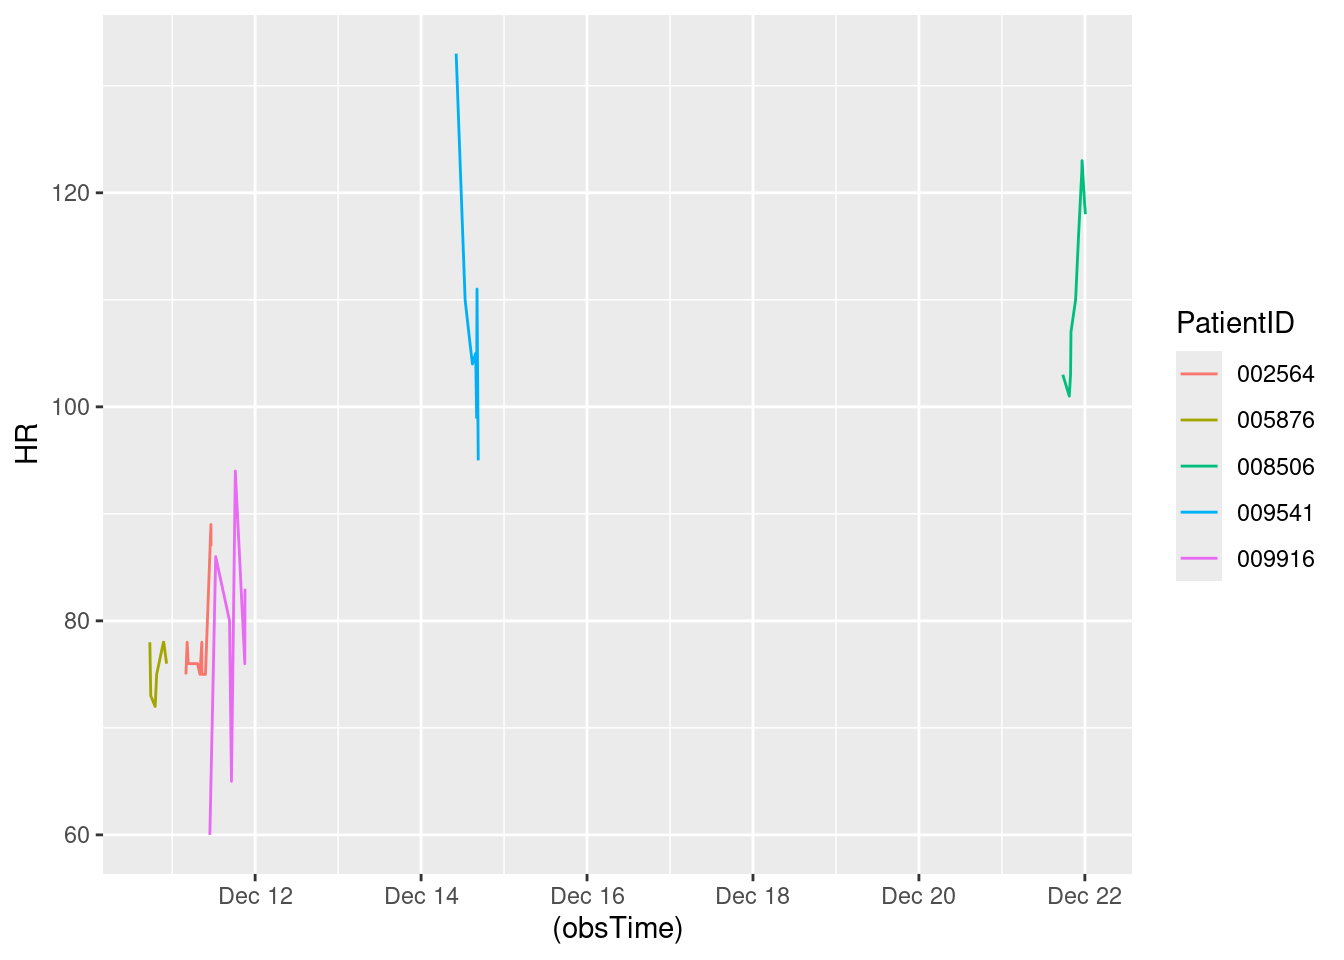 120
100
80
60
HR
Dec 12
Dec 14
Dec 16
Dec 18
Dec 20
Dec 22
(obsTime)
PatientID
002564
005876
008506
009541
009916